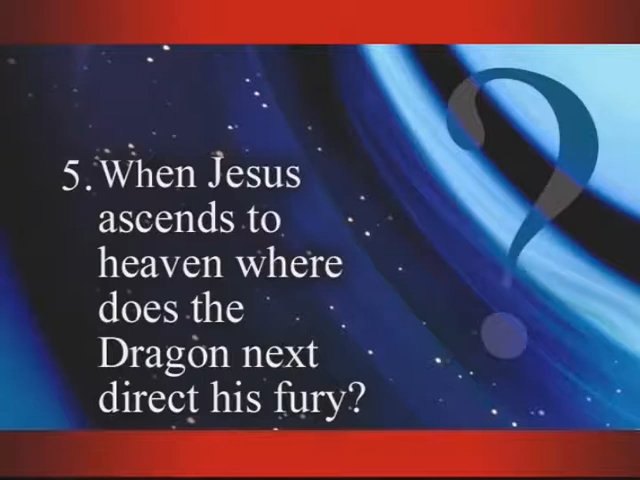 5. When Jesus
ascends to
heaven where
does the
Dragon next
direct his fury?
?